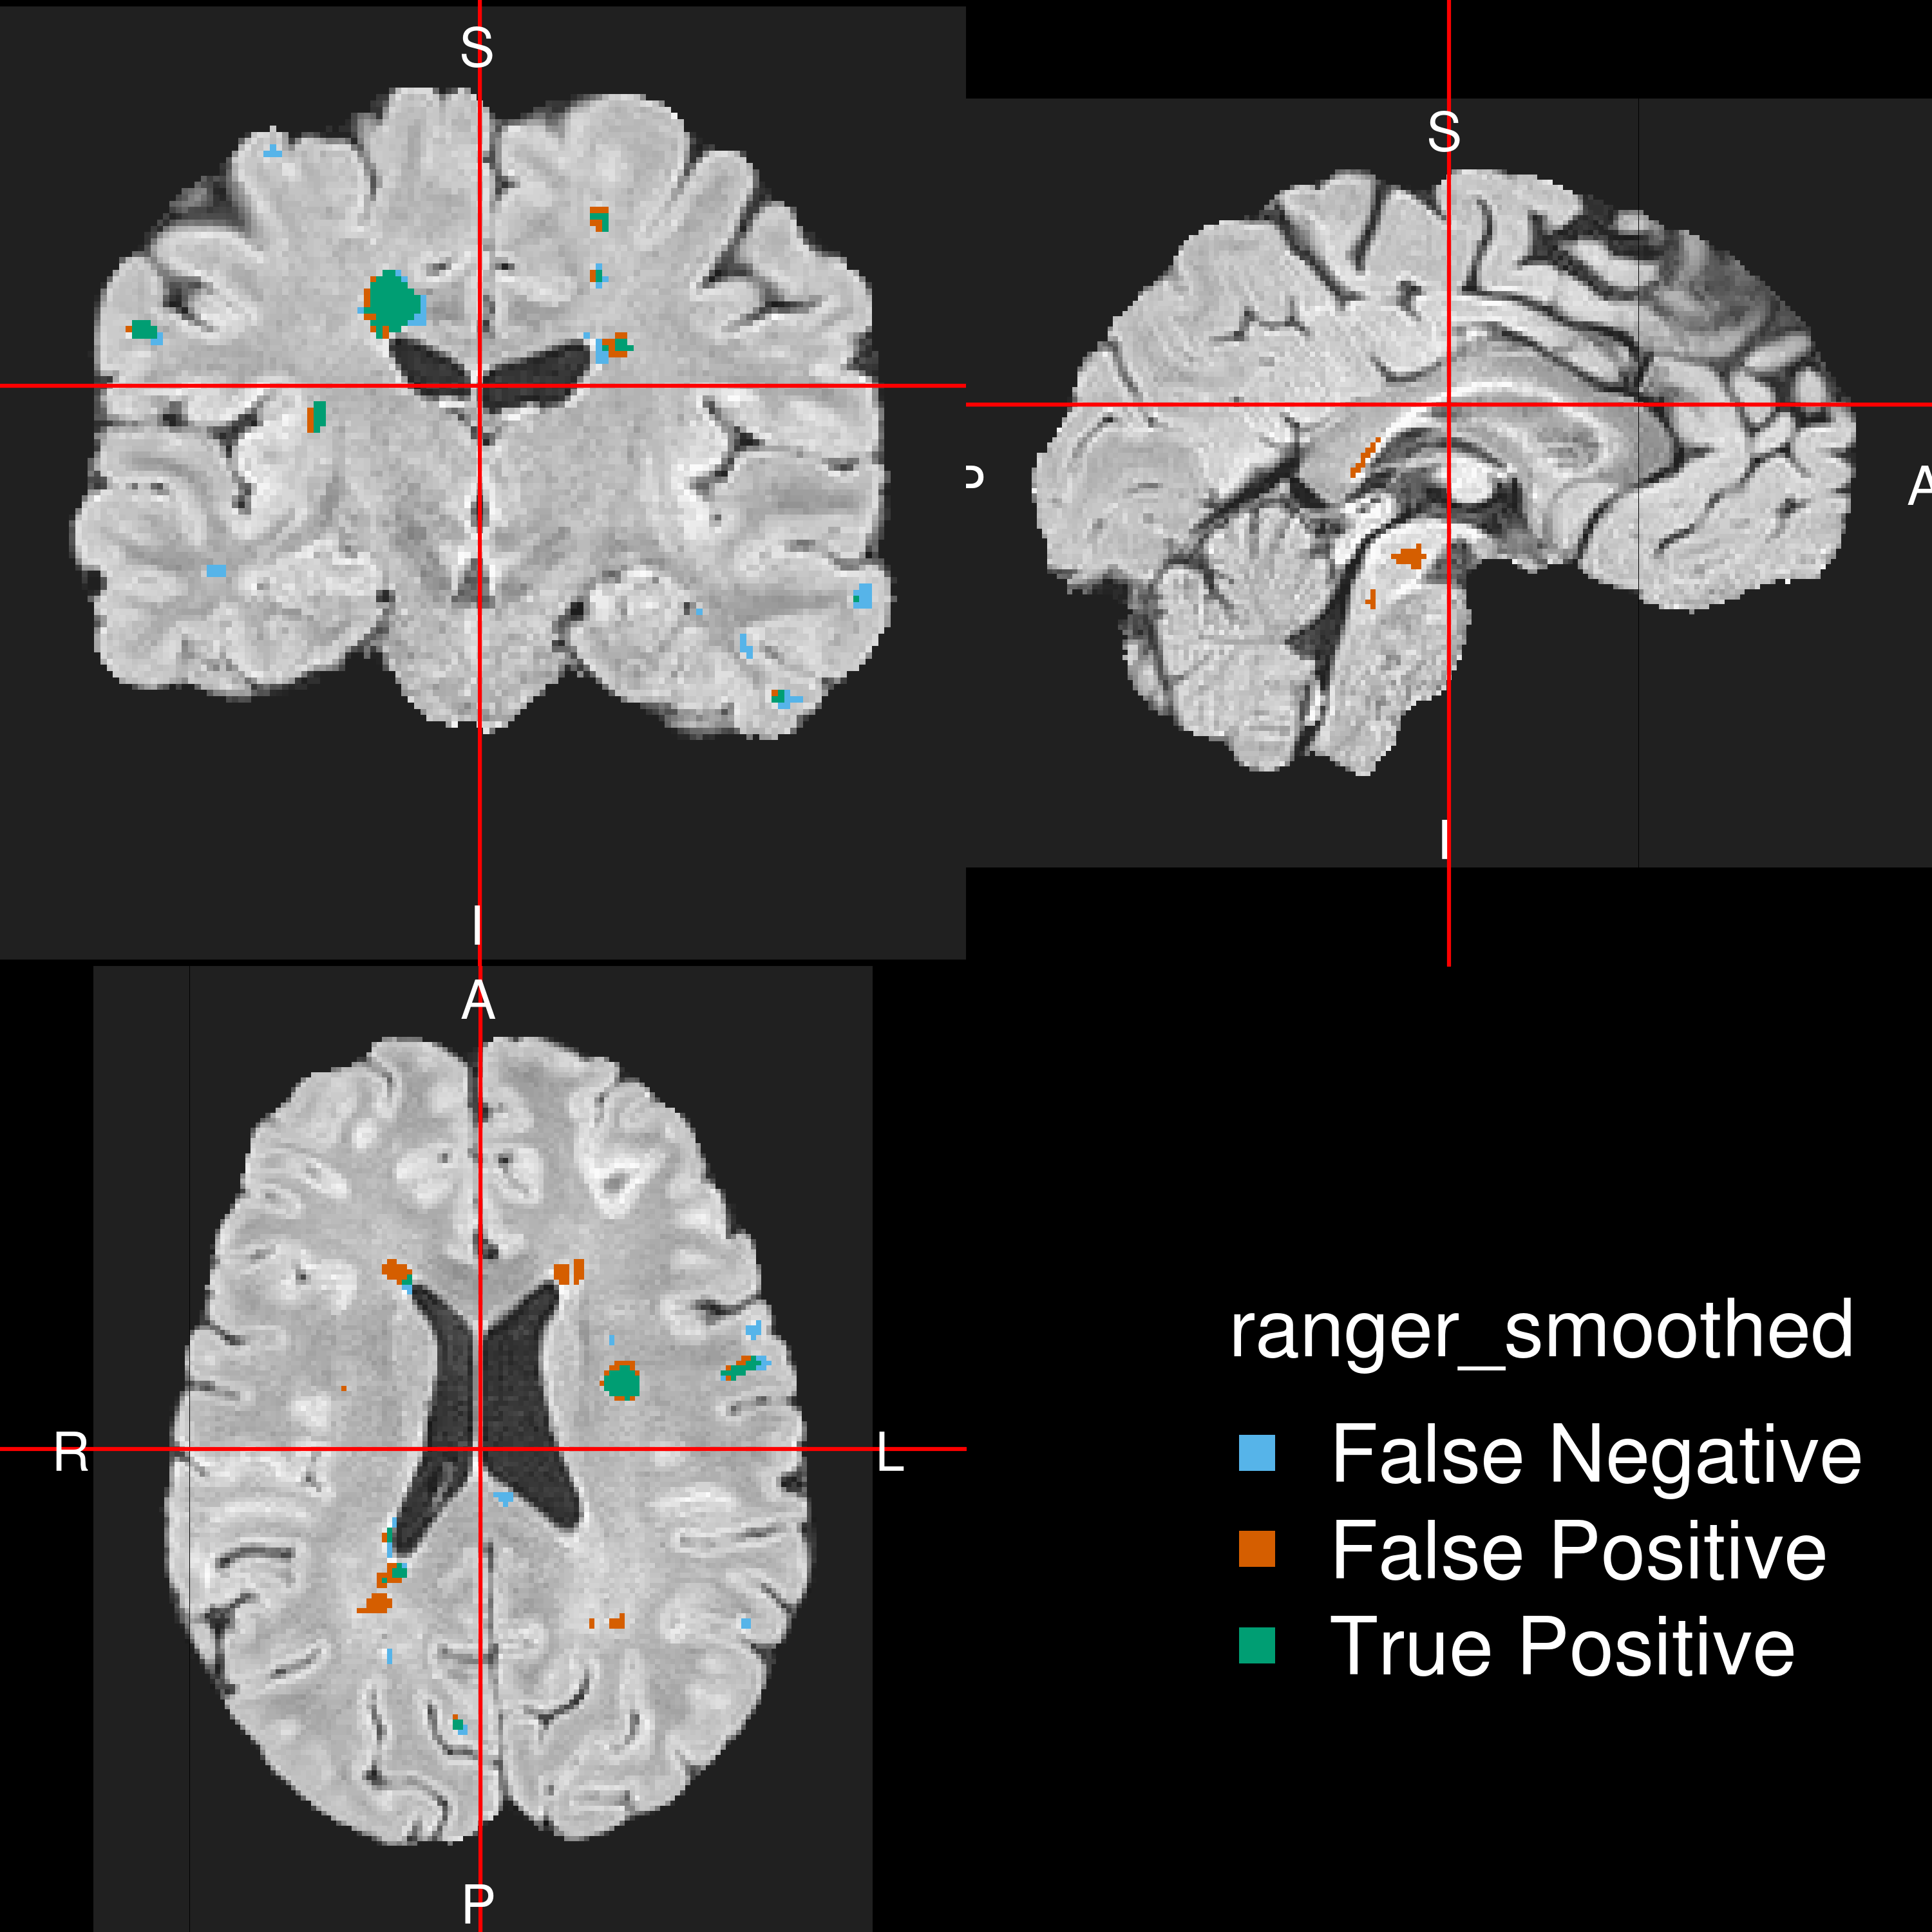 S
I
S
P
A
I
A
R
L
P
ranger_smoothed
False Negative
False Positive
True Positive